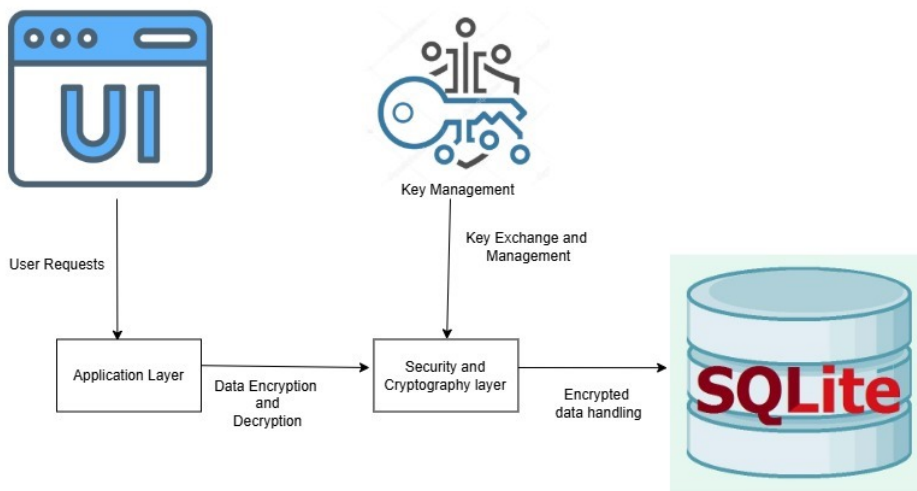 UI
Key Management
User Requests
Key Exchange and
Management
Application Layer
Data Encryption
and
Decryption
Security and
Cryptography layer
Encrypted
data handling
SQLite